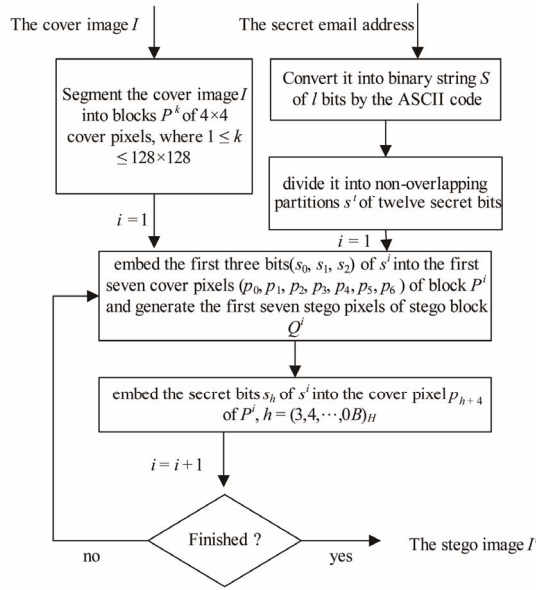 The cover image I
The secret email address
Segment the cover image I
into blocks P^k of 4×4
cover pixels, where 1 ≤ k
≤ 128×128
Convert it into binary string S
of l bits by the ASCII code
divide it into non-overlapping
partitions s^i of twelve secret bits
i = 1
i = 1
embed the first three bits(s₀, s₁, s₂) of s^i into the first
seven cover pixels (p₀, p₁, p₂, p₃, p₄, p₅, p₆ ) of block P^i
and generate the first seven stego pixels of stego block
Q^i
embed the secret bits s_h of s^i into the cover pixel p_{h+4}
of P^i, h = (3,4,⋯,0B)_H
i = i+1
Finished ?
no
yes
The stego image I'